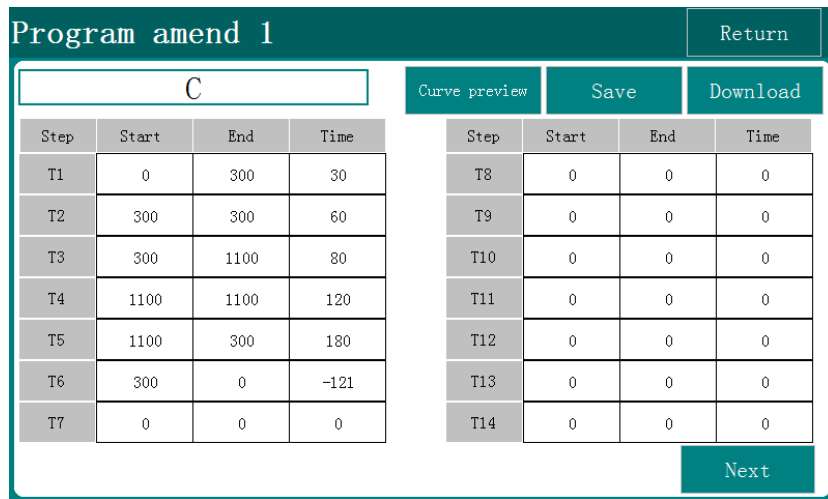 Program amend 1 Return
C Curve preview Save Download
Step Start End Time Step Start End Time
T1 0 300 30 T8 0 0 0
T2 300 300 60 T9 0 0 0
T3 300 1100 80 T10 0 0 0
T4 1100 1100 120 T11 0 0 0
T5 1100 300 180 T12 0 0 0
T6 300 0 -121 T13 0 0 0
T7 0 0 0 T14 0 0 0
Next